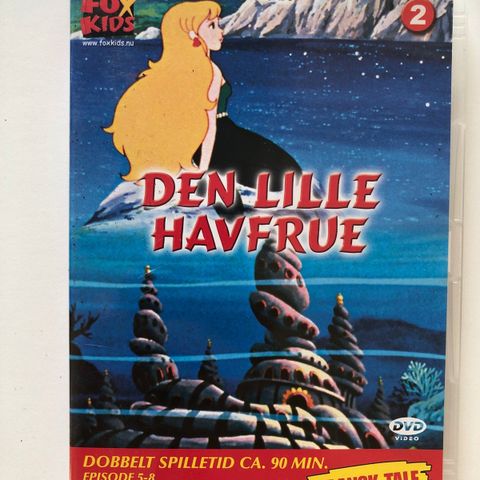 FOX
KIDS
www.foxkids.nu
2
DEN LILLE
HAVFRUE
DVD
VIDEO
DOBBELT SPILLETID CA. 90 MIN.
EPISODE 5-8
TALE